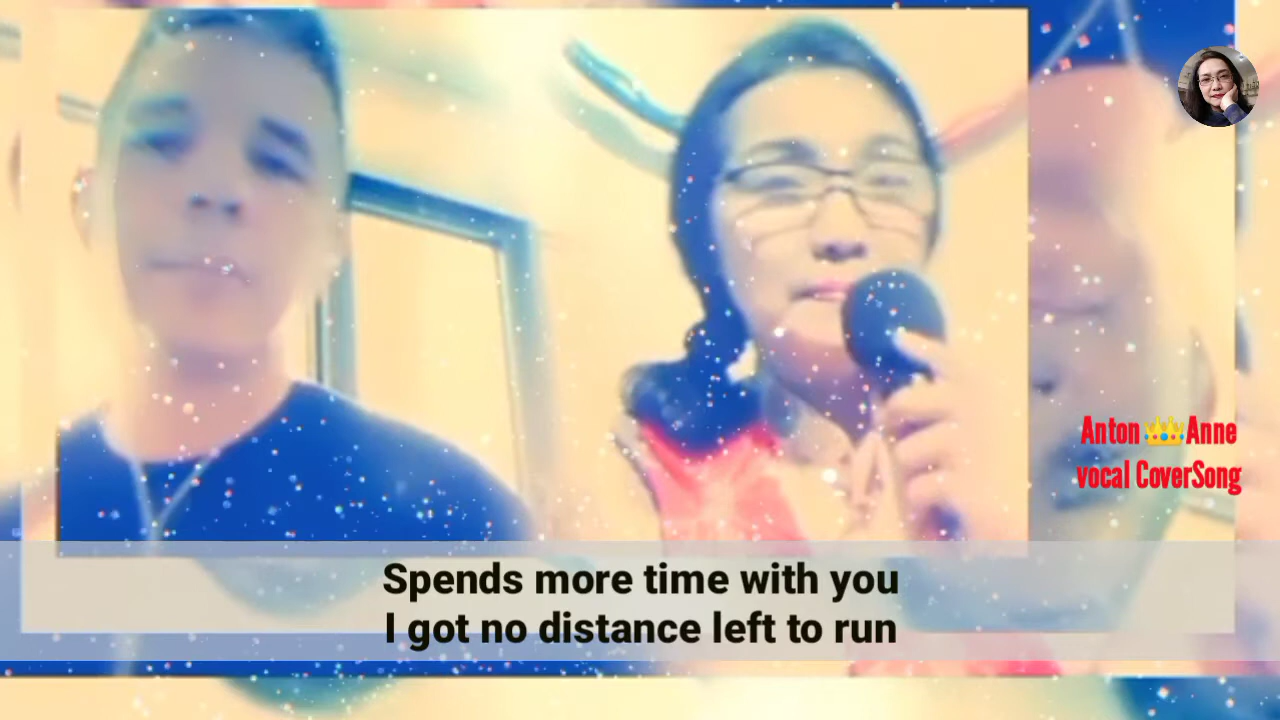 Anton 👑👑Anne
vocal CoverSong
Spends more time with you
I got no distance left to run